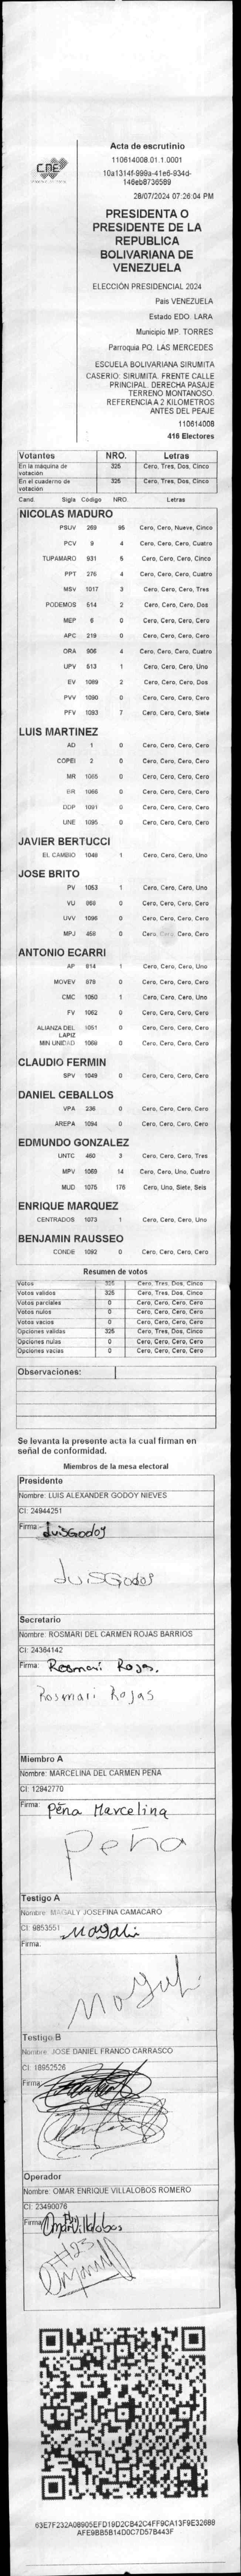 CNE
Acta de escrutinio
110614008.01.1.0001
10a1314f-999a-41e6-934d-
146eb8736589
28/07/2024 07:26:04 PM
PRESIDENTA O
PRESIDENTE DE LA
REPUBLICA
BOLIVARIANA DE
VENEZUELA
ELECCIÓN PRESIDENCIAL 2024
País VENEZUELA
Estado EDO. LARA
Municipio MP. TORRES
Parroquia PQ. LAS MERCEDES
ESCUELA BOLIVARIANA SIRUMITA
CASERIO: SIRUMITA. FRENTE CALLE
PRINCIPAL. DERECHA PASAJE
TERRENO MONTAÑOSO.
REFERENCIA A 2 KILOMETROS
ANTES DEL PEAJE
110614008
416 Electores
Votantes NRO. Letras
En la máquina de votación 325 Cero, Tres, Dos, Cinco
En el cuaderno de votación 325 Cero, Tres, Dos, Cinco
Cand. Sigla Código NRO. Letras
NICOLAS MADURO
PSUV 269 95 Cero, Cero, Nueve, Cinco
PCV 9 4 Cero, Cero, Cero, Cuatro
TUPAMARO 931 5 Cero, Cero, Cero, Cinco
PPT 275 4 Cero, Cero, Cero, Cuatro
MSV 1017 3 Cero, Cero, Cero, Tres
PODEMOS 514 2 Cero, Cero, Cero, Dos
MEP 6 0 Cero, Cero, Cero, Cero
APC 219 0 Cero, Cero, Cero, Cero
ORA 906 4 Cero, Cero, Cero, Cuatro
UPV 513 1 Cero, Cero, Cero, Uno
EV 1089 2 Cero, Cero, Cero, Dos
PVV 1090 0 Cero, Cero, Cero, Cero
PFV 1093 7 Cero, Cero, Cero, Siete
LUIS MARTINEZ
AD 1 0 Cero, Cero, Cero, Cero
COPEI 2 0 Cero, Cero, Cero, Cero
MR 1065 0 Cero, Cero, Cero, Cero
BR 1066 0 Cero, Cero, Cero, Cero
DDP 1091 0 Cero, Cero, Cero, Cero
UNE 1095 0 Cero, Cero, Cero, Cero
JAVIER BERTUCCI
EL CAMBIO 1048 1 Cero, Cero, Cero, Uno
JOSE BRITO
PV 1053 1 Cero, Cero, Cero, Uno
VU 968 0 Cero, Cero, Cero, Cero
UVV 1096 0 Cero, Cero, Cero, Cero
MPJ 458 0 Cero, Cero, Cero, Cero
ANTONIO ECARRI
AP 814 1 Cero, Cero, Cero, Uno
MOVEV 979 0 Cero, Cero, Cero, Cero
CMC 1050 1 Cero, Cero, Cero, Uno
FV 1062 0 Cero, Cero, Cero, Cero
ALIANZA DEL LAPIZ 1051 0 Cero, Cero, Cero, Cero
MIN UNIDAD 1068 0 Cero, Cero, Cero, Cero
CLAUDIO FERMIN
SPV 1049 0 Cero, Cero, Cero, Cero
DANIEL CEBALLOS
VPA 236 0 Cero, Cero, Cero, Cero
AREPA 1094 0 Cero, Cero, Cero, Cero
EDMUNDO GONZALEZ
UNTC 460 3 Cero, Cero, Cero, Tres
MPV 1069 14 Cero, Cero, Uno, Cuatro
MUD 1075 176 Cero, Uno, Siete, Seis
ENRIQUE MARQUEZ
CENTRADOS 1073 1 Cero, Cero, Cero, Uno
BENJAMIN RAUSSEO
CONDE 1092 0 Cero, Cero, Cero, Cero
Resumen de votos
Votos 325 Cero, Tres, Dos, Cinco
Votos validos 325 Cero, Tres, Dos, Cinco
Votos parciales 0 Cero, Cero, Cero, Cero
Votos nulos 0 Cero, Cero, Cero, Cero
Votos vacios 0 Cero, Cero, Cero, Cero
Opciones validas 325 Cero, Tres, Dos, Cinco
Opciones nulas 0 Cero, Cero, Cero, Cero
Opciones vacias 0 Cero, Cero, Cero, Cero
Observaciones:
Se levanta la presente acta la cual firman en
señal de conformidad.
Miembros de la mesa electoral
Presidente
Nombre: LUIS ALEXANDER GODOY NIEVES
CI: 24944251
Firma: LuisGodoy
LuisGodoy
Secretario
Nombre: ROSMARI DEL CARMEN ROJAS BARRIOS
CI: 24364142
Firma: Rosmari Rojas.
Rosmari Rojas
Miembro A
Nombre: MARCELINA DEL CARMEN PEÑA
CI: 12942770
Firma: Peña Marcelina
Peña
Testigo A
Nombre: MAGALY JOSEFINA CAMACARO
CI: 9853551
Firma: Magali
Magali
Testigo B
Nombre: JOSE DANIEL FRANCO CARRASCO
CI: 18952526
Firma:
Operador
Nombre: OMAR ENRIQUE VILLALOBOS ROMERO
CI: 23490076
Firma: Omar Villalobos
63E7F232A08905EFD19D2CB42C4FF9CA13F9E32688
AFE9BB5B14D0C7D57B443F